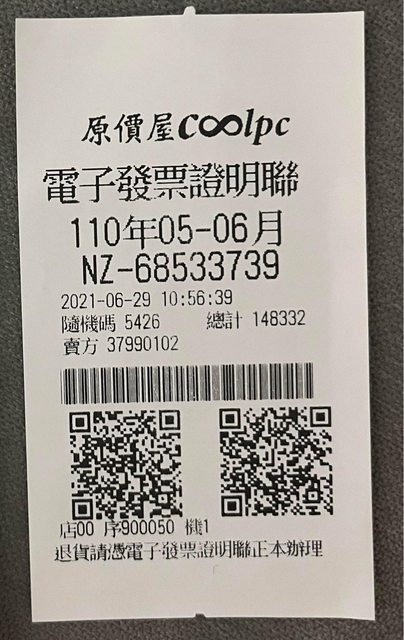 原價屋coolpc
電子發票證明聯
110年05-06月
NZ-68533739
2021-06-29 10:56:39
隨機碼 5426 總計 148332
賣方 37990102
店00 序900050 機1
退貨請憑電子發票證明聯正本辦理